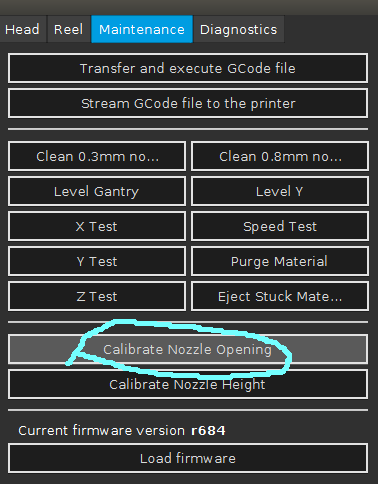 Head Reel Maintenance Diagnostics
Transfer and execute GCode file
Stream GCode file to the printer
Clean 0.3mm no... Clean 0.8mm no...
Level Gantry Level Y
X Test Speed Test
Y Test Purge Material
Z Test Eject Stuck Mate...
Calibrate Nozzle Opening
Calibrate Nozzle Height
Current firmware version r684
Load firmware